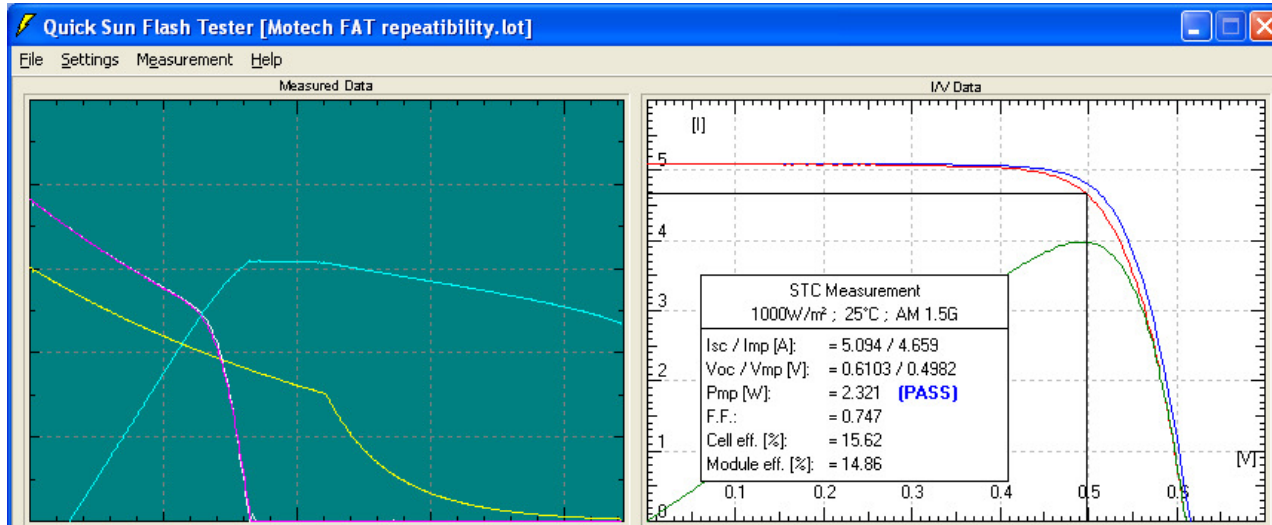 Quick Sun Flash Tester [Motech FAT repeatibility.lot]
File Settings Measurement Help
Measured Data
I/V Data
[I]
5
4
3
2
1
0
STC Measurement
1000W/m² ; 25°C ; AM 1.5G
Isc / Imp [A]: = 5.094 / 4.659
Voc / Vmp [V]: = 0.6103 / 0.4982
Pmp [W]: = 2.321 (PASS)
F.F.: = 0.747
Cell eff. [%]: = 15.62
Module eff. [%]: = 14.86
[V]
0.1 0.2 0.3 0.4 0.5 0.6